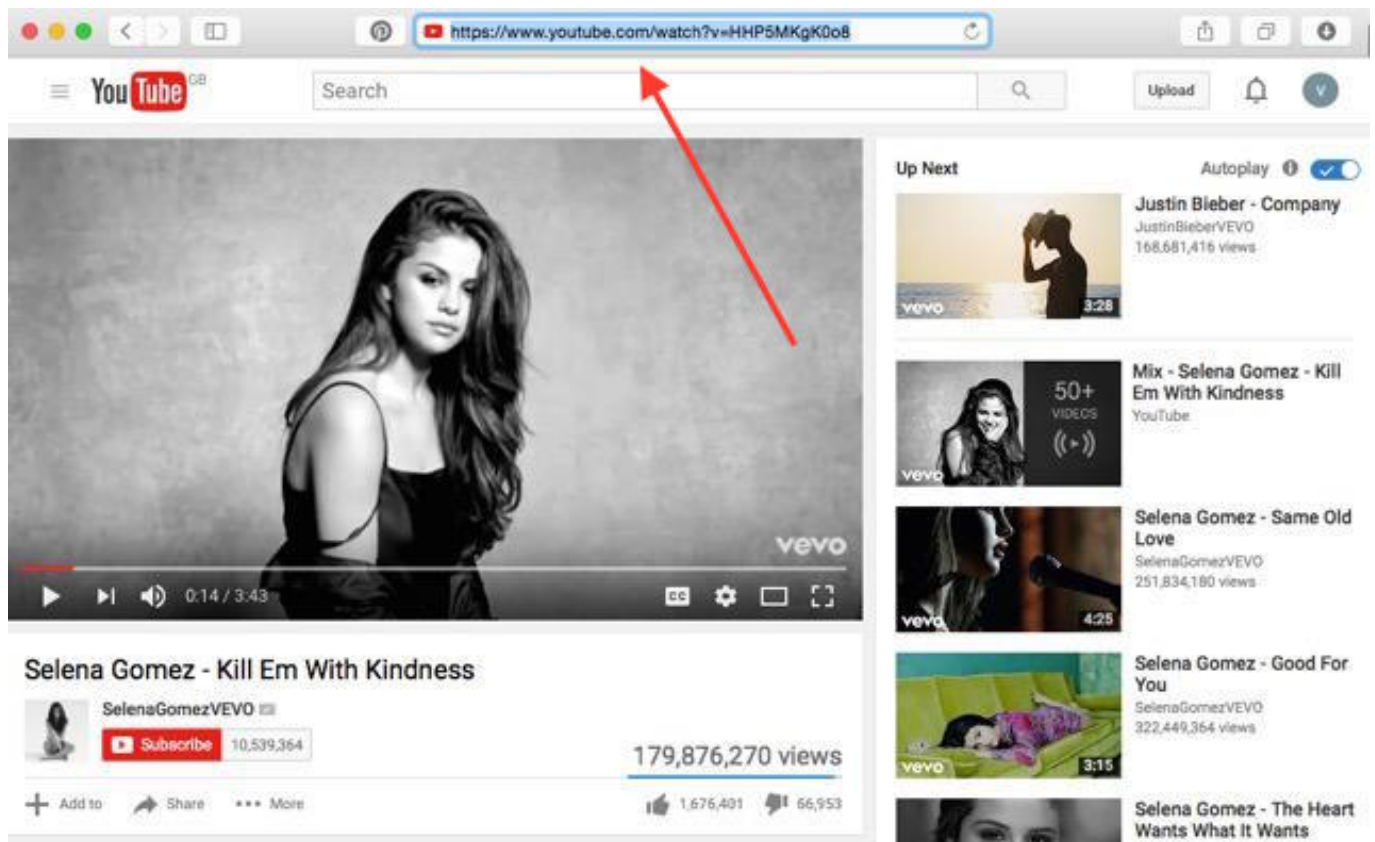 https://www.youtube.com/watch?v=HHP5MKgK0o8
YouTube GB
Search
Upload
V
vevo
0:14 / 3:43
CC
Selena Gomez - Kill Em With Kindness
SelenaGomezVEVO
Subscribe 10,539,364
179,876,270 views
Add to Share More
1,676,401 66,953
Up Next
Autoplay
vevo
3:28
Justin Bieber - Company
JustinBieberVEVO
168,681,416 views
50+
VIDEOS
vevo
Mix - Selena Gomez - Kill
Em With Kindness
YouTube
vevo
4:25
Selena Gomez - Same Old
Love
SelenaGomezVEVO
251,834,180 views
vevo
3:15
Selena Gomez - Good For
You
SelenaGomezVEVO
322,449,364 views
Selena Gomez - The Heart
Wants What It Wants